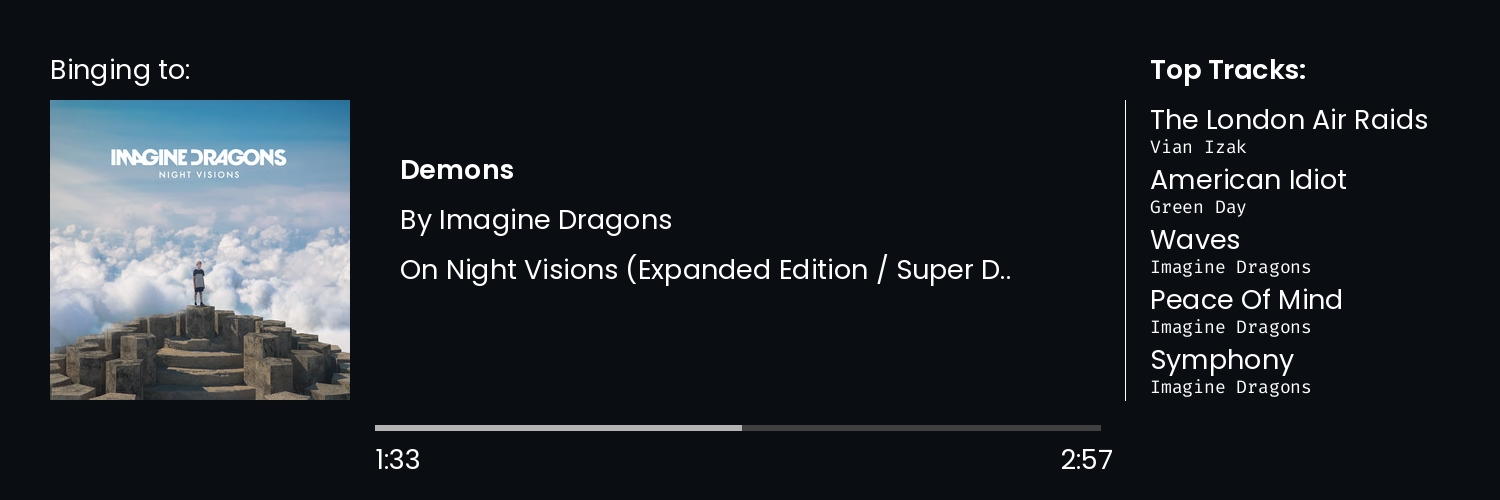 Binging to:
IMAGINE DRAGONS
NIGHT VISIONS
Demons
By Imagine Dragons
On Night Visions (Expanded Edition / Super D..
1:33
2:57
Top Tracks:
The London Air Raids
Vian Izak
American Idiot
Green Day
Waves
Imagine Dragons
Peace Of Mind
Imagine Dragons
Symphony
Imagine Dragons